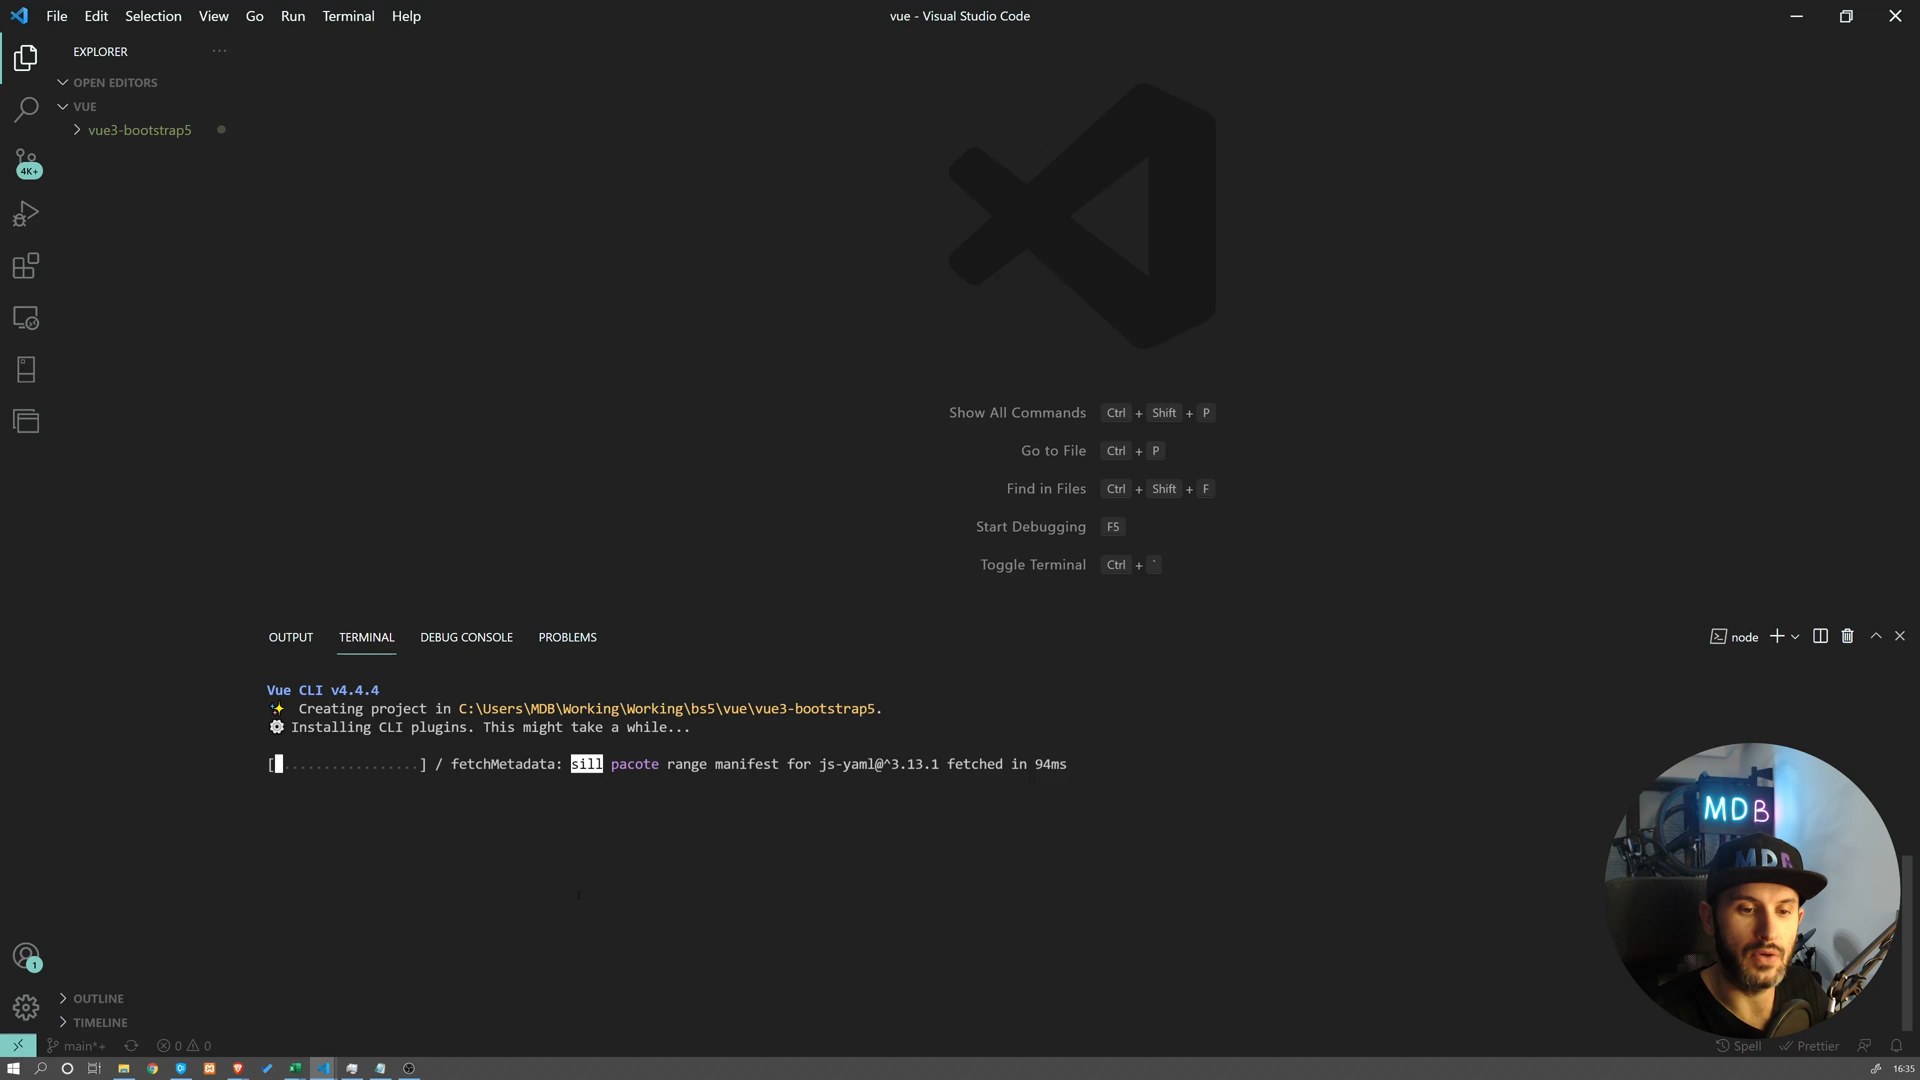 File Edit Selection View Go Run Terminal Help
vue - Visual Studio Code
EXPLORER
OPEN EDITORS
VUE
vue3-bootstrap5
4K+
Show All Commands Ctrl + Shift + P
Go to File Ctrl + P
Find in Files Ctrl + Shift + F
Start Debugging F5
Toggle Terminal Ctrl + `
OUTPUT TERMINAL DEBUG CONSOLE PROBLEMS
node
Vue CLI v4.4.4
Creating project in C:\Users\MDB\Working\Working\bs5\vue\vue3-bootstrap5.
Installing CLI plugins. This might take a while...
[ .................] / fetchMetadata: sill pacote range manifest for js-yaml@^3.13.1 fetched in 94ms
MDB
MDB
1
OUTLINE
TIMELINE
main*+ 0 0
Spell Prettier
16:35